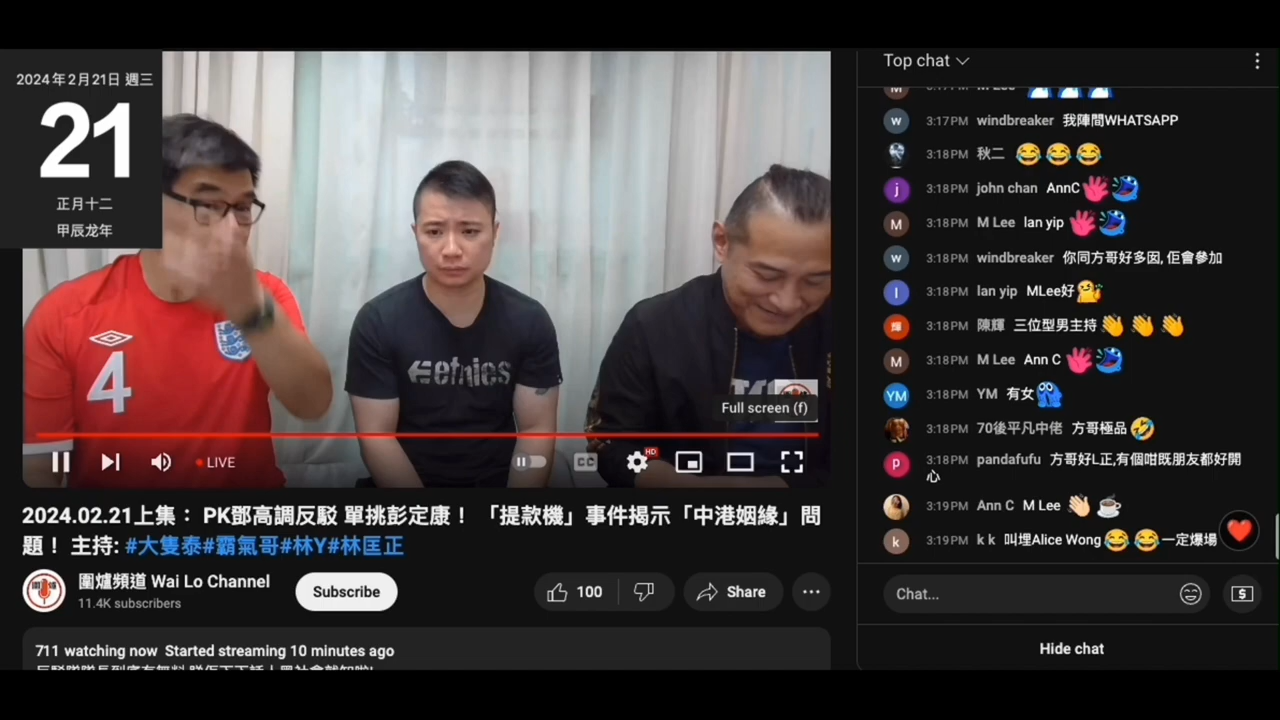 2024年2月21日 週三
21
正月十二
甲辰龙年
4
etnies
Full screen (f)
LIVE
CC
HD
2024.02.21上集： PK鄧高調反駁 單挑彭定康！ 「提款機」事件揭示「中港姻緣」問
題！ 主持: #大隻泰#霸氣哥#林Y#林匡正
圍爐頻道 Wai Lo Channel
11.4K subscribers
Subscribe
100
Share
711 watching now Started streaming 10 minutes ago
Top chat
3:17PM M Lee
w 3:17PM windbreaker 我陣間WHATSAPP
3:18PM 秋二 😂😂😂
j 3:18PM john chan AnnC
M 3:18PM M Lee lan yip
w 3:18PM windbreaker 你同方哥好多囡, 佢會參加
l 3:18PM lan yip MLee好
輝 3:18PM 陳輝 三位型男主持 👏👏👏
M 3:18PM M Lee Ann C
YM 3:18PM YM 有女
3:18PM 70後平凡中佬 方哥極品🤣
p 3:18PM pandafufu 方哥好L正,有個咁既朋友都好開
心
3:19PM Ann C M Lee 👋🏻 ☕
k 3:19PM k k 叫埋Alice Wong😂😂一定爆場
Chat...
Hide chat